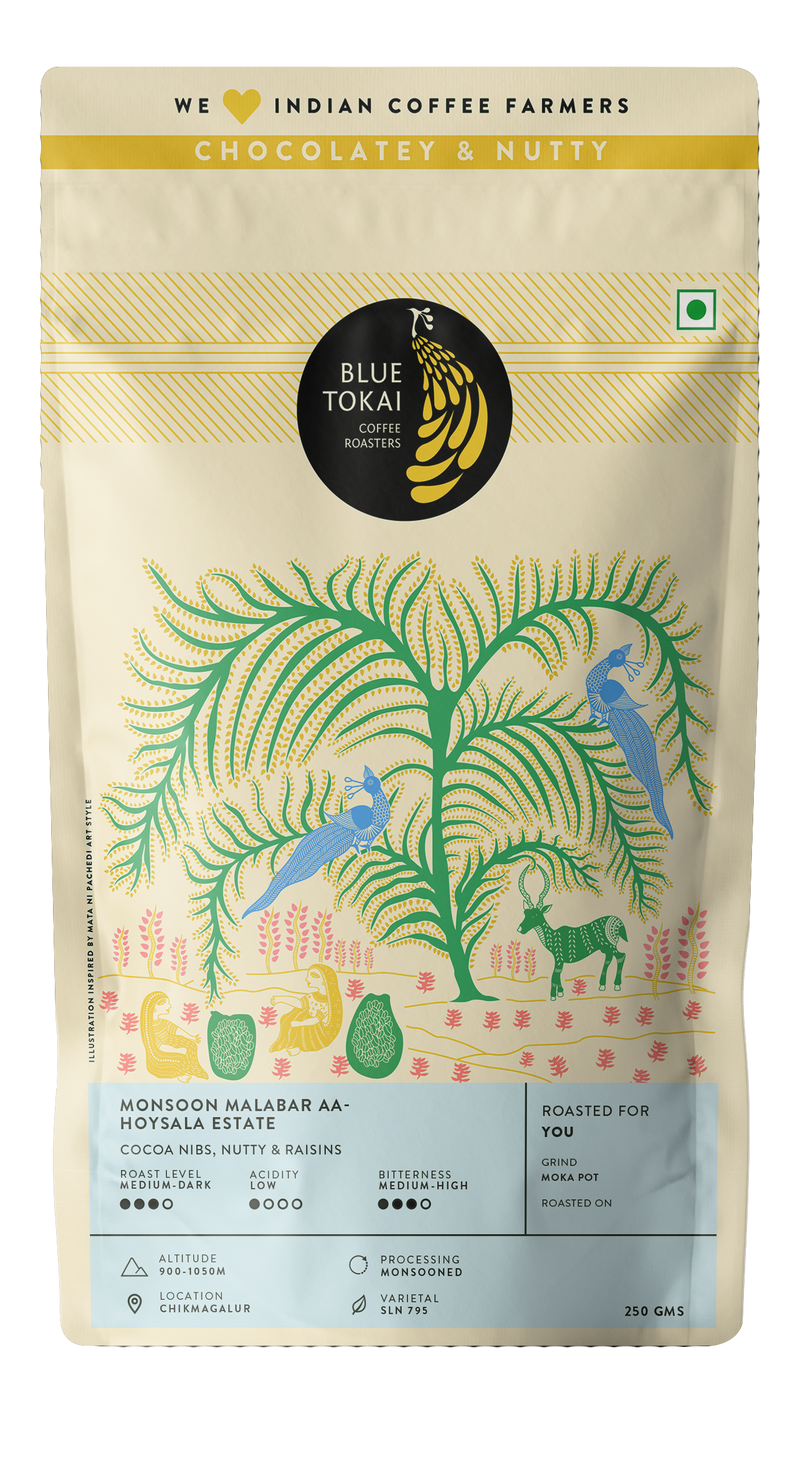 WE INDIAN COFFEE FARMERS
CHOCOLATEY & NUTTY
BLUE
TOKAI
COFFEE
ROASTERS
ILLUSTRATION INSPIRED BY MATA NI PACHEDI ART STYLE
MONSOON MALABAR AA-
HOYSALA ESTATE
COCOA NIBS, NUTTY & RAISINS
ROAST LEVEL
MEDIUM-DARK
ACIDITY
LOW
BITTERNESS
MEDIUM-HIGH
ROASTED FOR
YOU
GRIND
MOKA POT
ROASTED ON
ALTITUDE
900-1050M
PROCESSING
MONSOONED
LOCATION
CHIKMAGALUR
VARIETAL
SLN 795
250 GMS